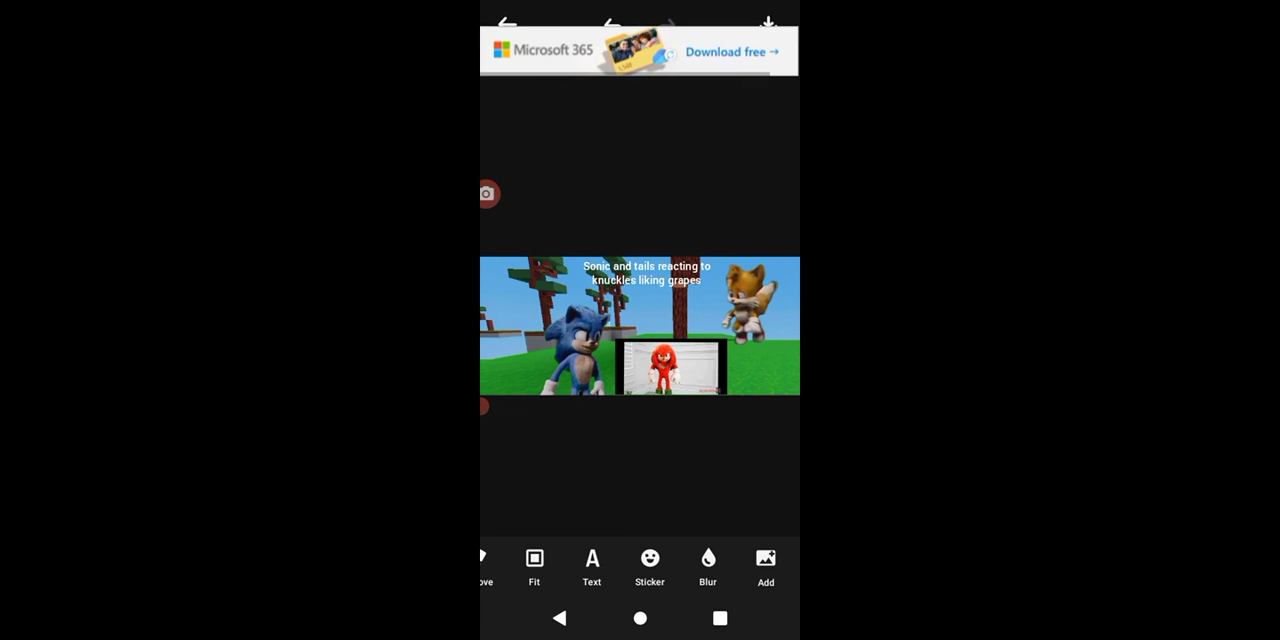 Microsoft 365
Download free →
Sonic and tails reacting to
knuckles liking grapes
ove
Fit
Text
Sticker
Blur
Add